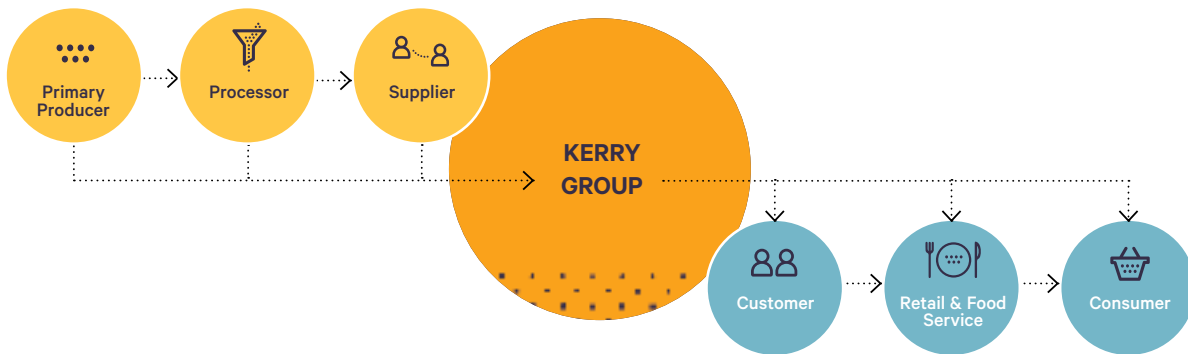 Primary
Producer
Processor
Supplier
KERRY
GROUP
Customer
Retail & Food
Service
Consumer